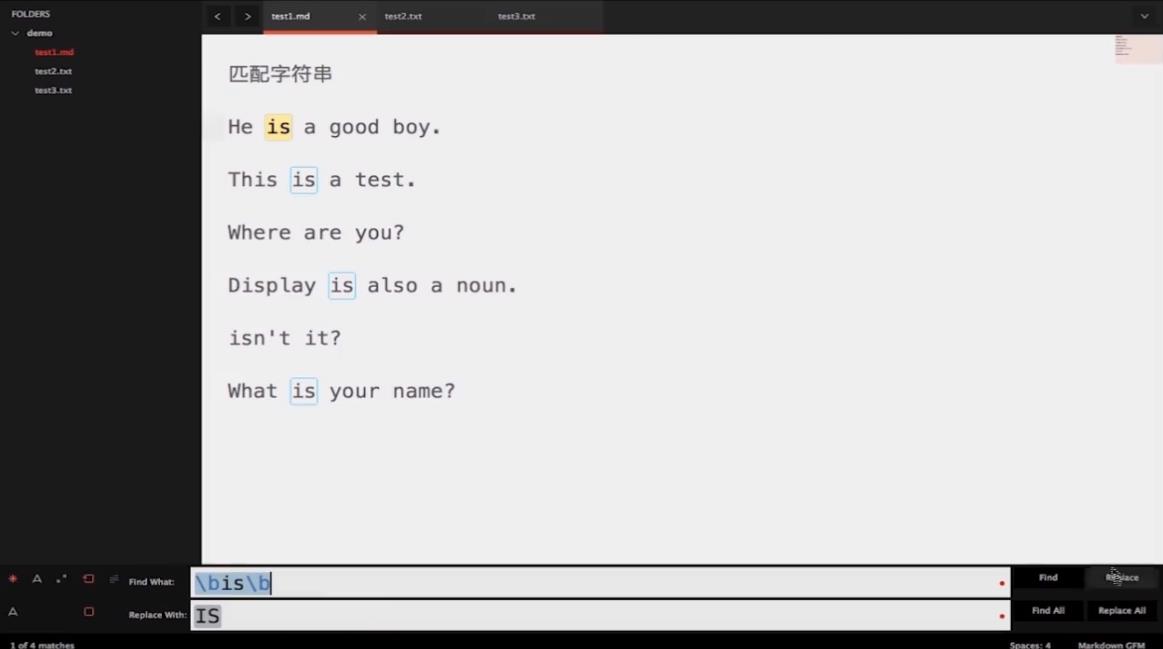 FOLDERS
demo
test1.md
test2.txt
test3.txt
test1.md
test2.txt
test3.txt
匹配字符串
He is a good boy.
This is a test.
Where are you?
Display is also a noun.
isn't it?
What is your name?
Find What:
\bis\b
Find
Replace
Replace With:
IS
Find All
Replace All
1 of 4 matches
Spaces: 4
Markdown GFM